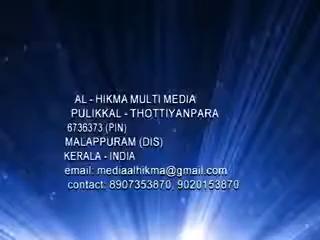 AL - HIKMA MULTI MEDIA
PULIKKAL - THOTTIYANPARA
6736373 (PIN)
MALAPPURAM (DIS)
KERALA - INDIA
email: mediaalhikma@gmail.com
contact: 8907353870, 9020153870